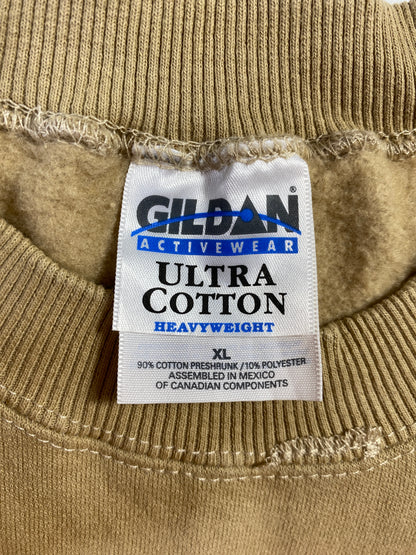 GILDAN®
ACTIVEWEAR
ULTRA
COTTON
HEAVYWEIGHT
XL
90% COTTON PRESHRUNK / 10% POLYESTER
ASSEMBLED IN MEXICO
OF CANADIAN COMPONENTS